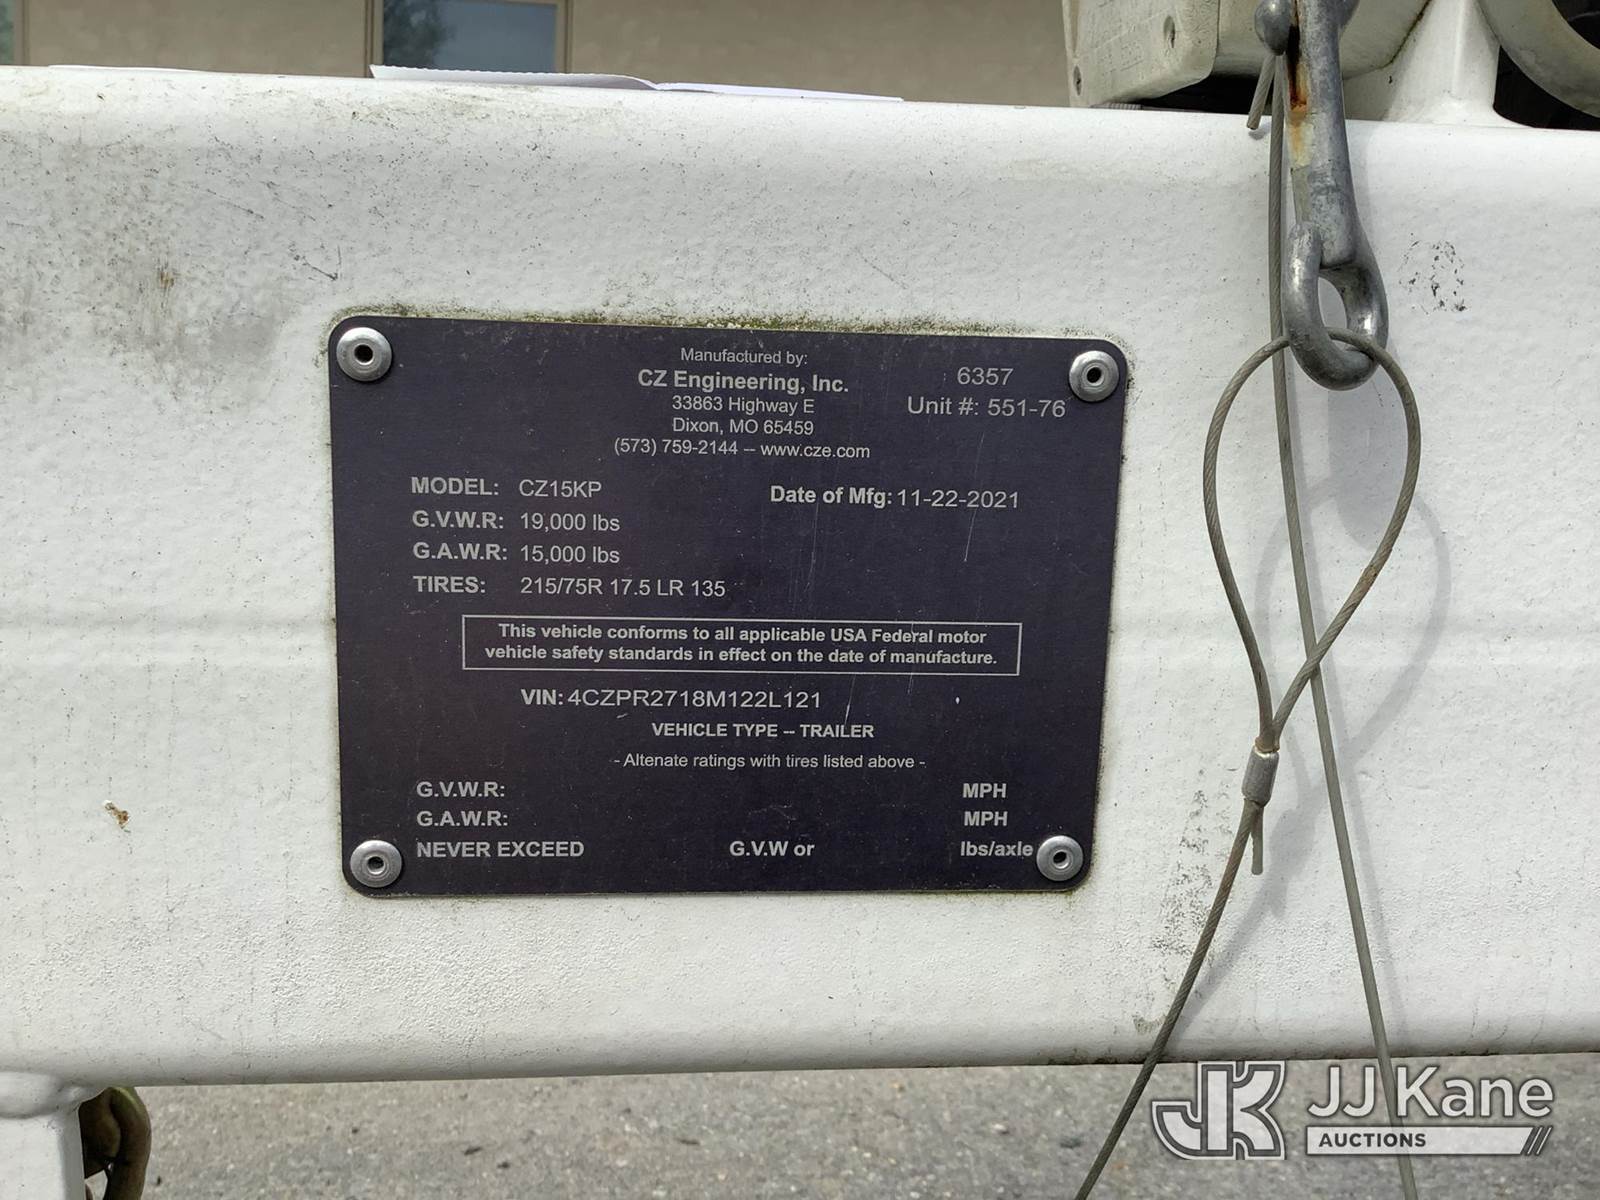 Manufactured by:
CZ Engineering, Inc.
33863 Highway E
Dixon, MO 65459
(573) 759-2144 -- www.cze.com
6357
Unit #: 551-76
MODEL: CZ15KP
Date of Mfg: 11-22-2021
G.V.W.R: 19,000 lbs
G.A.W.R: 15,000 lbs
TIRES: 215/75R 17.5 LR 135
This vehicle conforms to all applicable USA Federal motor
vehicle safety standards in effect on the date of manufacture.
VIN: 4CZPR2718M122L121
VEHICLE TYPE -- TRAILER
- Altenate ratings with tires listed above -
G.V.W.R: MPH
G.A.W.R: MPH
NEVER EXCEED G.V.W or lbs/axle
JK JJ Kane
AUCTIONS